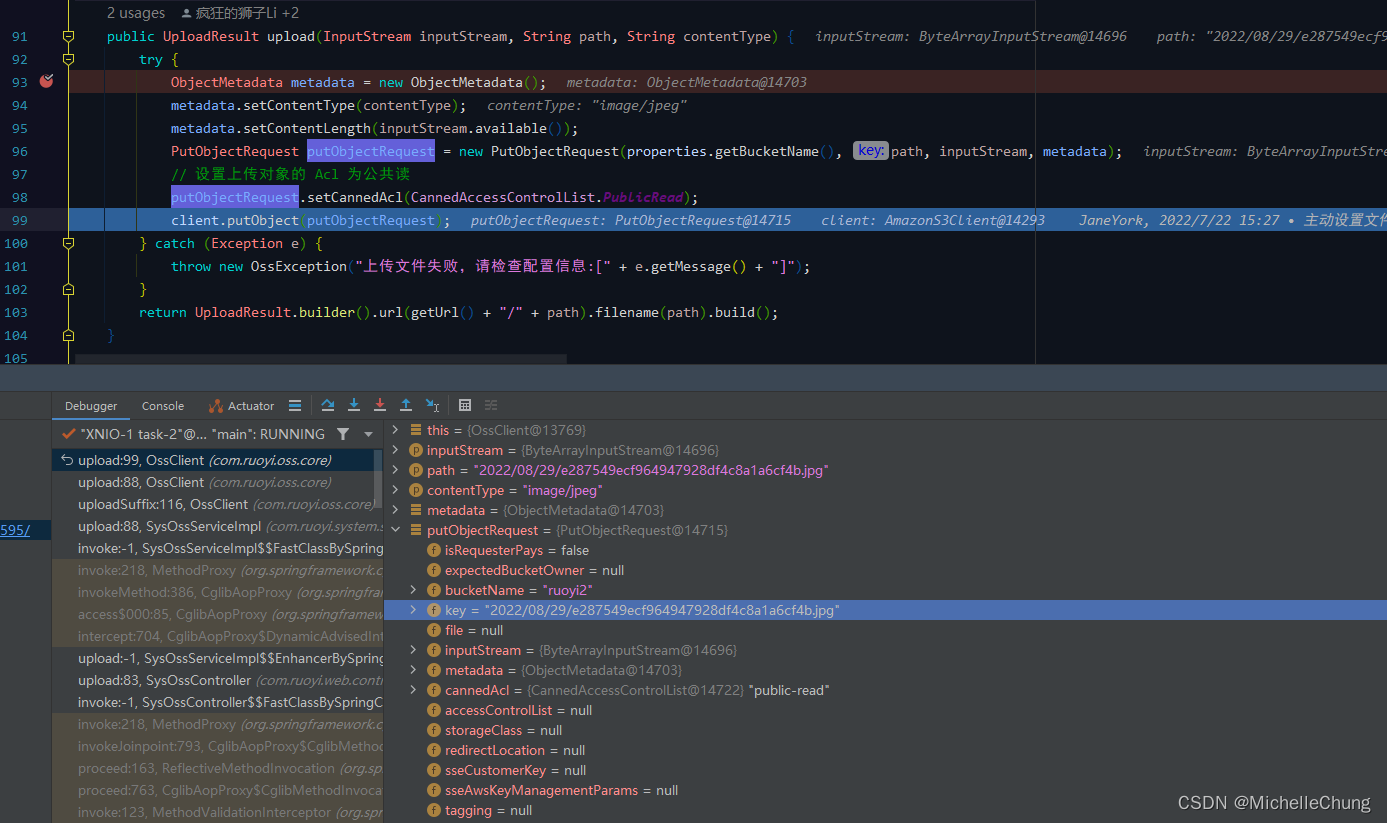 2 usages 疯狂的狮子Li +2
91 public UploadResult upload(InputStream inputStream, String path, String contentType) { inputStream: ByteArrayInputStream@14696 path: "2022/08/29/e287549ecf9
92 try {
93 ObjectMetadata metadata = new ObjectMetadata(); metadata: ObjectMetadata@14703
94 metadata.setContentType(contentType); contentType: "image/jpeg"
95 metadata.setContentLength(inputStream.available());
96 PutObjectRequest putObjectRequest = new PutObjectRequest(properties.getBucketName(), key: path, inputStream, metadata); inputStream: ByteArrayInputStre
97 // 设置上传对象的 Acl 为公共读
98 putObjectRequest.setCannedAcl(CannedAccessControlList.PublicRead);
99 client.putObject(putObjectRequest); putObjectRequest: PutObjectRequest@14715 client: AmazonS3Client@14293 JaneYork, 2022/7/22 15:27 • 主动设置文件
100 } catch (Exception e) {
101 throw new OssException("上传文件失败，请检查配置信息:[" + e.getMessage() + "]");
102 }
103 return UploadResult.builder().url(getUrl() + "/" + path).filename(path).build();
104 }
105
Debugger Console Actuator
"XNIO-1 task-2"@... "main": RUNNING
595/
upload:99, OssClient (com.ruoyi.oss.core)
upload:88, OssClient (com.ruoyi.oss.core)
uploadSuffix:116, OssClient (com.ruoyi.oss.core)
upload:88, SysOssServiceImpl (com.ruoyi.system.s
invoke:-1, SysOssServiceImpl$$FastClassBySpring
invoke:218, MethodProxy (org.springframework.c
invokeMethod:386, CglibAopProxy (org.springfra
access$000:85, CglibAopProxy (org.springframew
intercept:704, CglibAopProxy$DynamicAdvisedInt
upload:-1, SysOssServiceImpl$$EnhancerBySpring
upload:83, SysOssController (com.ruoyi.web.contr
invoke:-1, SysOssController$$FastClassBySpringC
invoke:218, MethodProxy (org.springframework.c
invokeJoinpoint:793, CglibAopProxy$CglibMethod
proceed:163, ReflectiveMethodInvocation (org.sp
proceed:763, CglibAopProxy$CglibMethodInvocat
invoke:123, MethodValidationInterceptor (org.spr
this = {OssClient@13769}
inputStream = {ByteArrayInputStream@14696}
path = "2022/08/29/e287549ecf964947928df4c8a1a6cf4b.jpg"
contentType = "image/jpeg"
metadata = {ObjectMetadata@14703}
putObjectRequest = {PutObjectRequest@14715}
isRequesterPays = false
expectedBucketOwner = null
bucketName = "ruoyi2"
key = "2022/08/29/e287549ecf964947928df4c8a1a6cf4b.jpg"
file = null
inputStream = {ByteArrayInputStream@14696}
metadata = {ObjectMetadata@14703}
cannedAcl = {CannedAccessControlList@14722} "public-read"
accessControlList = null
storageClass = null
redirectLocation = null
sseCustomerKey = null
sseAwsKeyManagementParams = null
tagging = null
CSDN @MichelleChung